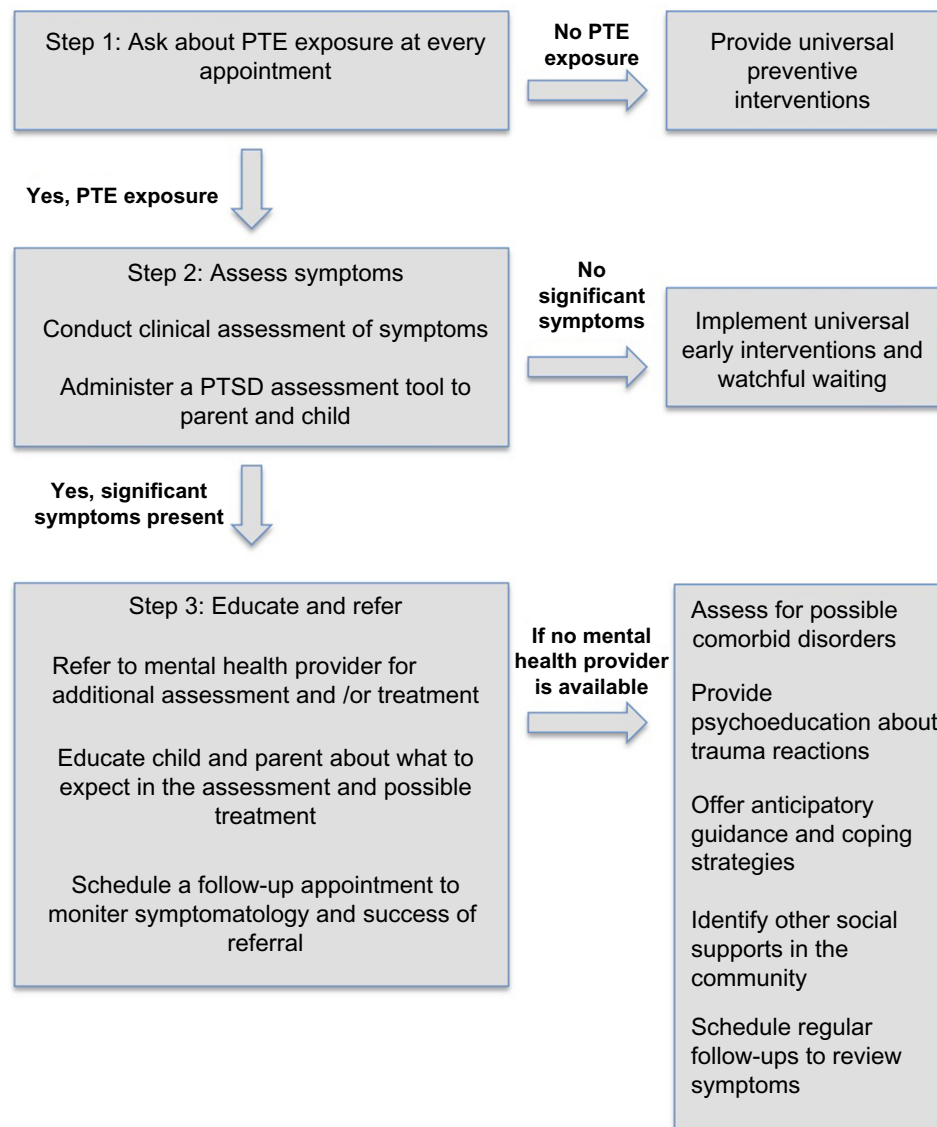 Step 1: Ask about PTE exposure at every
appointment
No PTE
exposure
Provide universal
preventive
interventions
Yes, PTE exposure
Step 2: Assess symptoms
Conduct clinical assessment of symptoms
Administer a PTSD assessment tool to
parent and child
No
significant
symptoms
Implement universal
early interventions and
watchful waiting
Yes, significant
symptoms present
Step 3: Educate and refer
Refer to mental health provider for
additional assessment and /or treatment
Educate child and parent about what to
expect in the assessment and possible
treatment
Schedule a follow-up appointment to
moniter symptomatology and success of
referral
If no mental
health provider
is available
Assess for possible
comorbid disorders
Provide
psychoeducation about
trauma reactions
Offer anticipatory
guidance and coping
strategies
Identify other social
supports in the
community
Schedule regular
follow-ups to review
symptoms